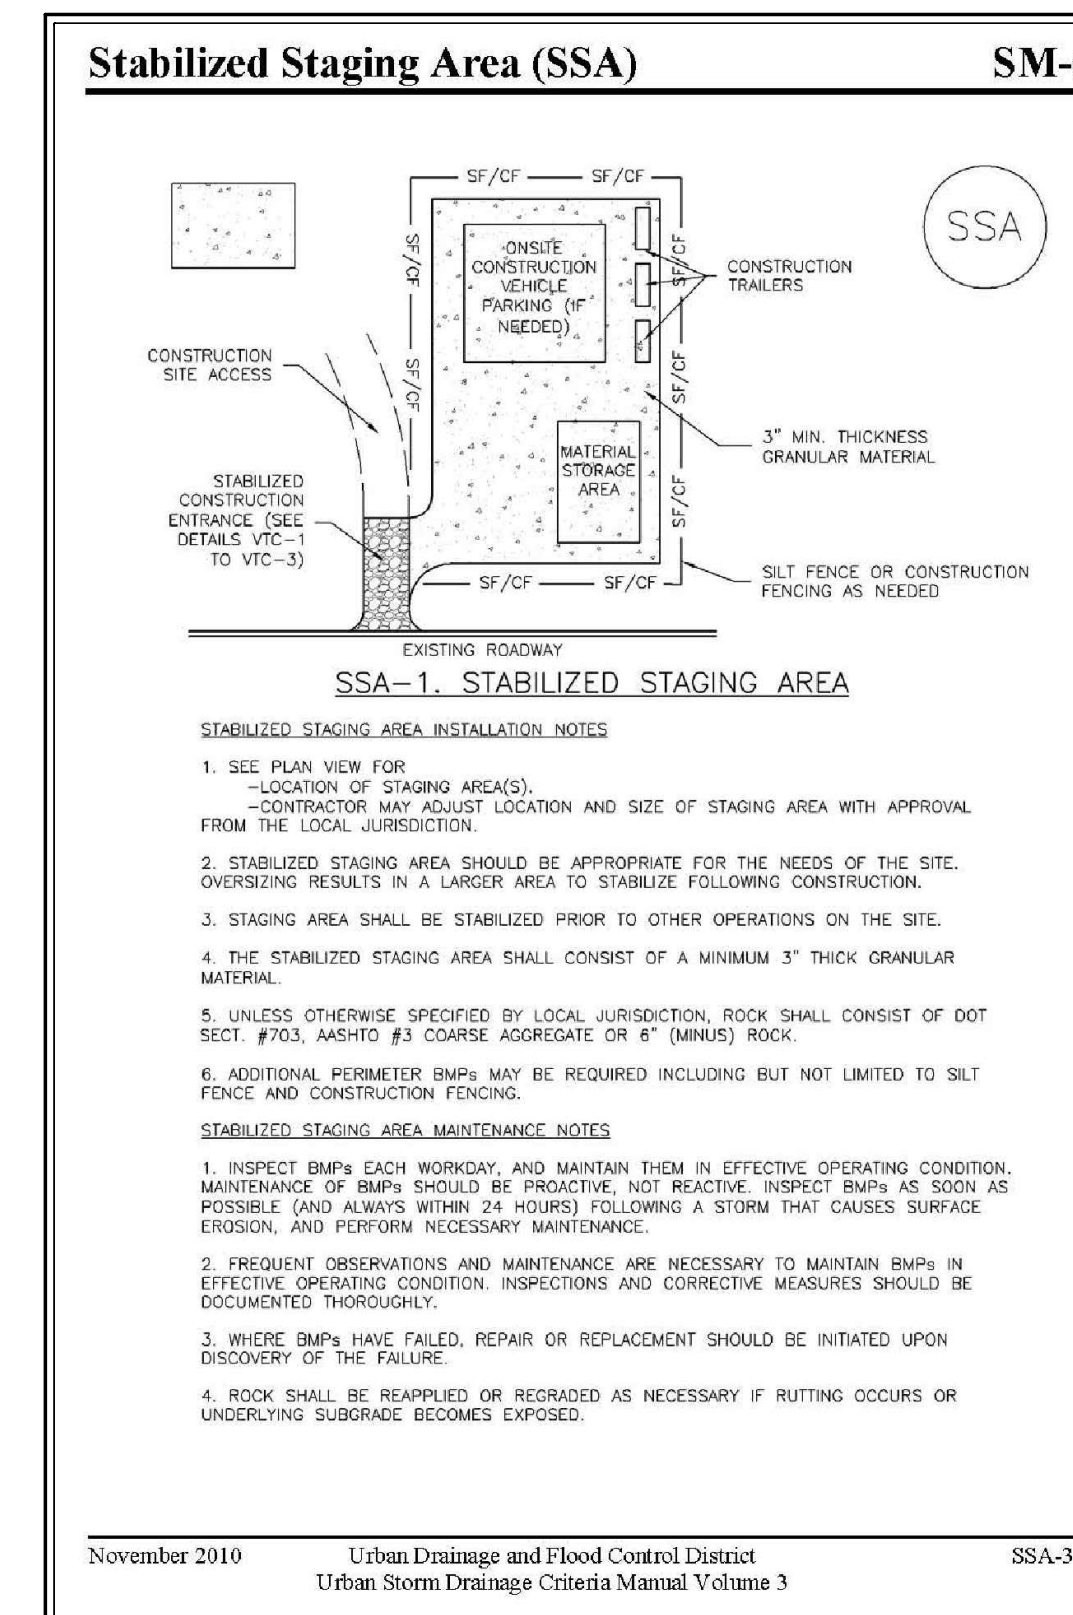 Stabilized Staging Area (SSA)
SM-
SF/CF
SF/CF
SSA
SF/CF
SF/CF
ONSITE
CONSTRUCTION
VEHICLE
PARKING (IF
NEEDED)
CONSTRUCTION
TRAILERS
CONSTRUCTION
SITE ACCESS
SF/CF
SF/CF
3" MIN. THICKNESS
GRANULAR MATERIAL
MATERIAL
STORAGE
AREA
SF/CF
STABILIZED
CONSTRUCTION
ENTRANCE (SEE
DETAILS VTC-1
TO VTC-3)
SF/CF
SF/CF
SILT FENCE OR CONSTRUCTION
FENCING AS NEEDED
EXISTING ROADWAY
SSA-1. STABILIZED STAGING AREA
STABILIZED STAGING AREA INSTALLATION NOTES
1. SEE PLAN VIEW FOR
-LOCATION OF STAGING AREA(S).
-CONTRACTOR MAY ADJUST LOCATION AND SIZE OF STAGING AREA WITH APPROVAL
FROM THE LOCAL JURISDICTION.
2. STABILIZED STAGING AREA SHOULD BE APPROPRIATE FOR THE NEEDS OF THE SITE.
OVERSIZING RESULTS IN A LARGER AREA TO STABILIZE FOLLOWING CONSTRUCTION.
3. STAGING AREA SHALL BE STABILIZED PRIOR TO OTHER OPERATIONS ON THE SITE.
4. THE STABILIZED STAGING AREA SHALL CONSIST OF A MINIMUM 3" THICK GRANULAR
MATERIAL.
5. UNLESS OTHERWISE SPECIFIED BY LOCAL JURISDICTION, ROCK SHALL CONSIST OF DOT
SECT. #703, AASHTO #3 COARSE AGGREGATE OR 6" (MINUS) ROCK.
6. ADDITIONAL PERIMETER BMPs MAY BE REQUIRED INCLUDING BUT NOT LIMITED TO SILT
FENCE AND CONSTRUCTION FENCING.
STABILIZED STAGING AREA MAINTENANCE NOTES
1. INSPECT BMPs EACH WORKDAY, AND MAINTAIN THEM IN EFFECTIVE OPERATING CONDITION.
MAINTENANCE OF BMPs SHOULD BE PROACTIVE, NOT REACTIVE. INSPECT BMPs AS SOON AS
POSSIBLE (AND ALWAYS WITHIN 24 HOURS) FOLLOWING A STORM THAT CAUSES SURFACE
EROSION, AND PERFORM NECESSARY MAINTENANCE.
2. FREQUENT OBSERVATIONS AND MAINTENANCE ARE NECESSARY TO MAINTAIN BMPs IN
EFFECTIVE OPERATING CONDITION. INSPECTIONS AND CORRECTIVE MEASURES SHOULD BE
DOCUMENTED THOROUGHLY.
3. WHERE BMPs HAVE FAILED, REPAIR OR REPLACEMENT SHOULD BE INITIATED UPON
DISCOVERY OF THE FAILURE.
4. ROCK SHALL BE REAPPLIED OR REGRADED AS NECESSARY IF RUTTING OCCURS OR
UNDERLYING SUBGRADE BECOMES EXPOSED.
November 2010
Urban Drainage and Flood Control District
SSA-3
Urban Storm Drainage Criteria Manual Volume 3